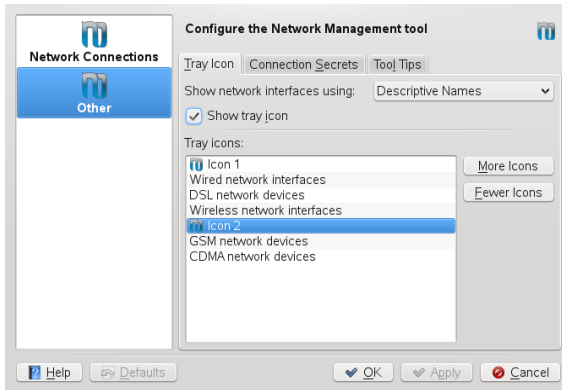 Configure the Network Management tool
Network Connections
Other
Tray Icon Connection Secrets Tool Tips
Show network interfaces using: Descriptive Names
Show tray icon
Tray icons:
Icon 1
Wired network interfaces
DSL network devices
Wireless network interfaces
Icon 2
GSM network devices
CDMA network devices
More Icons
Fewer Icons
Help Defaults OK Apply Cancel